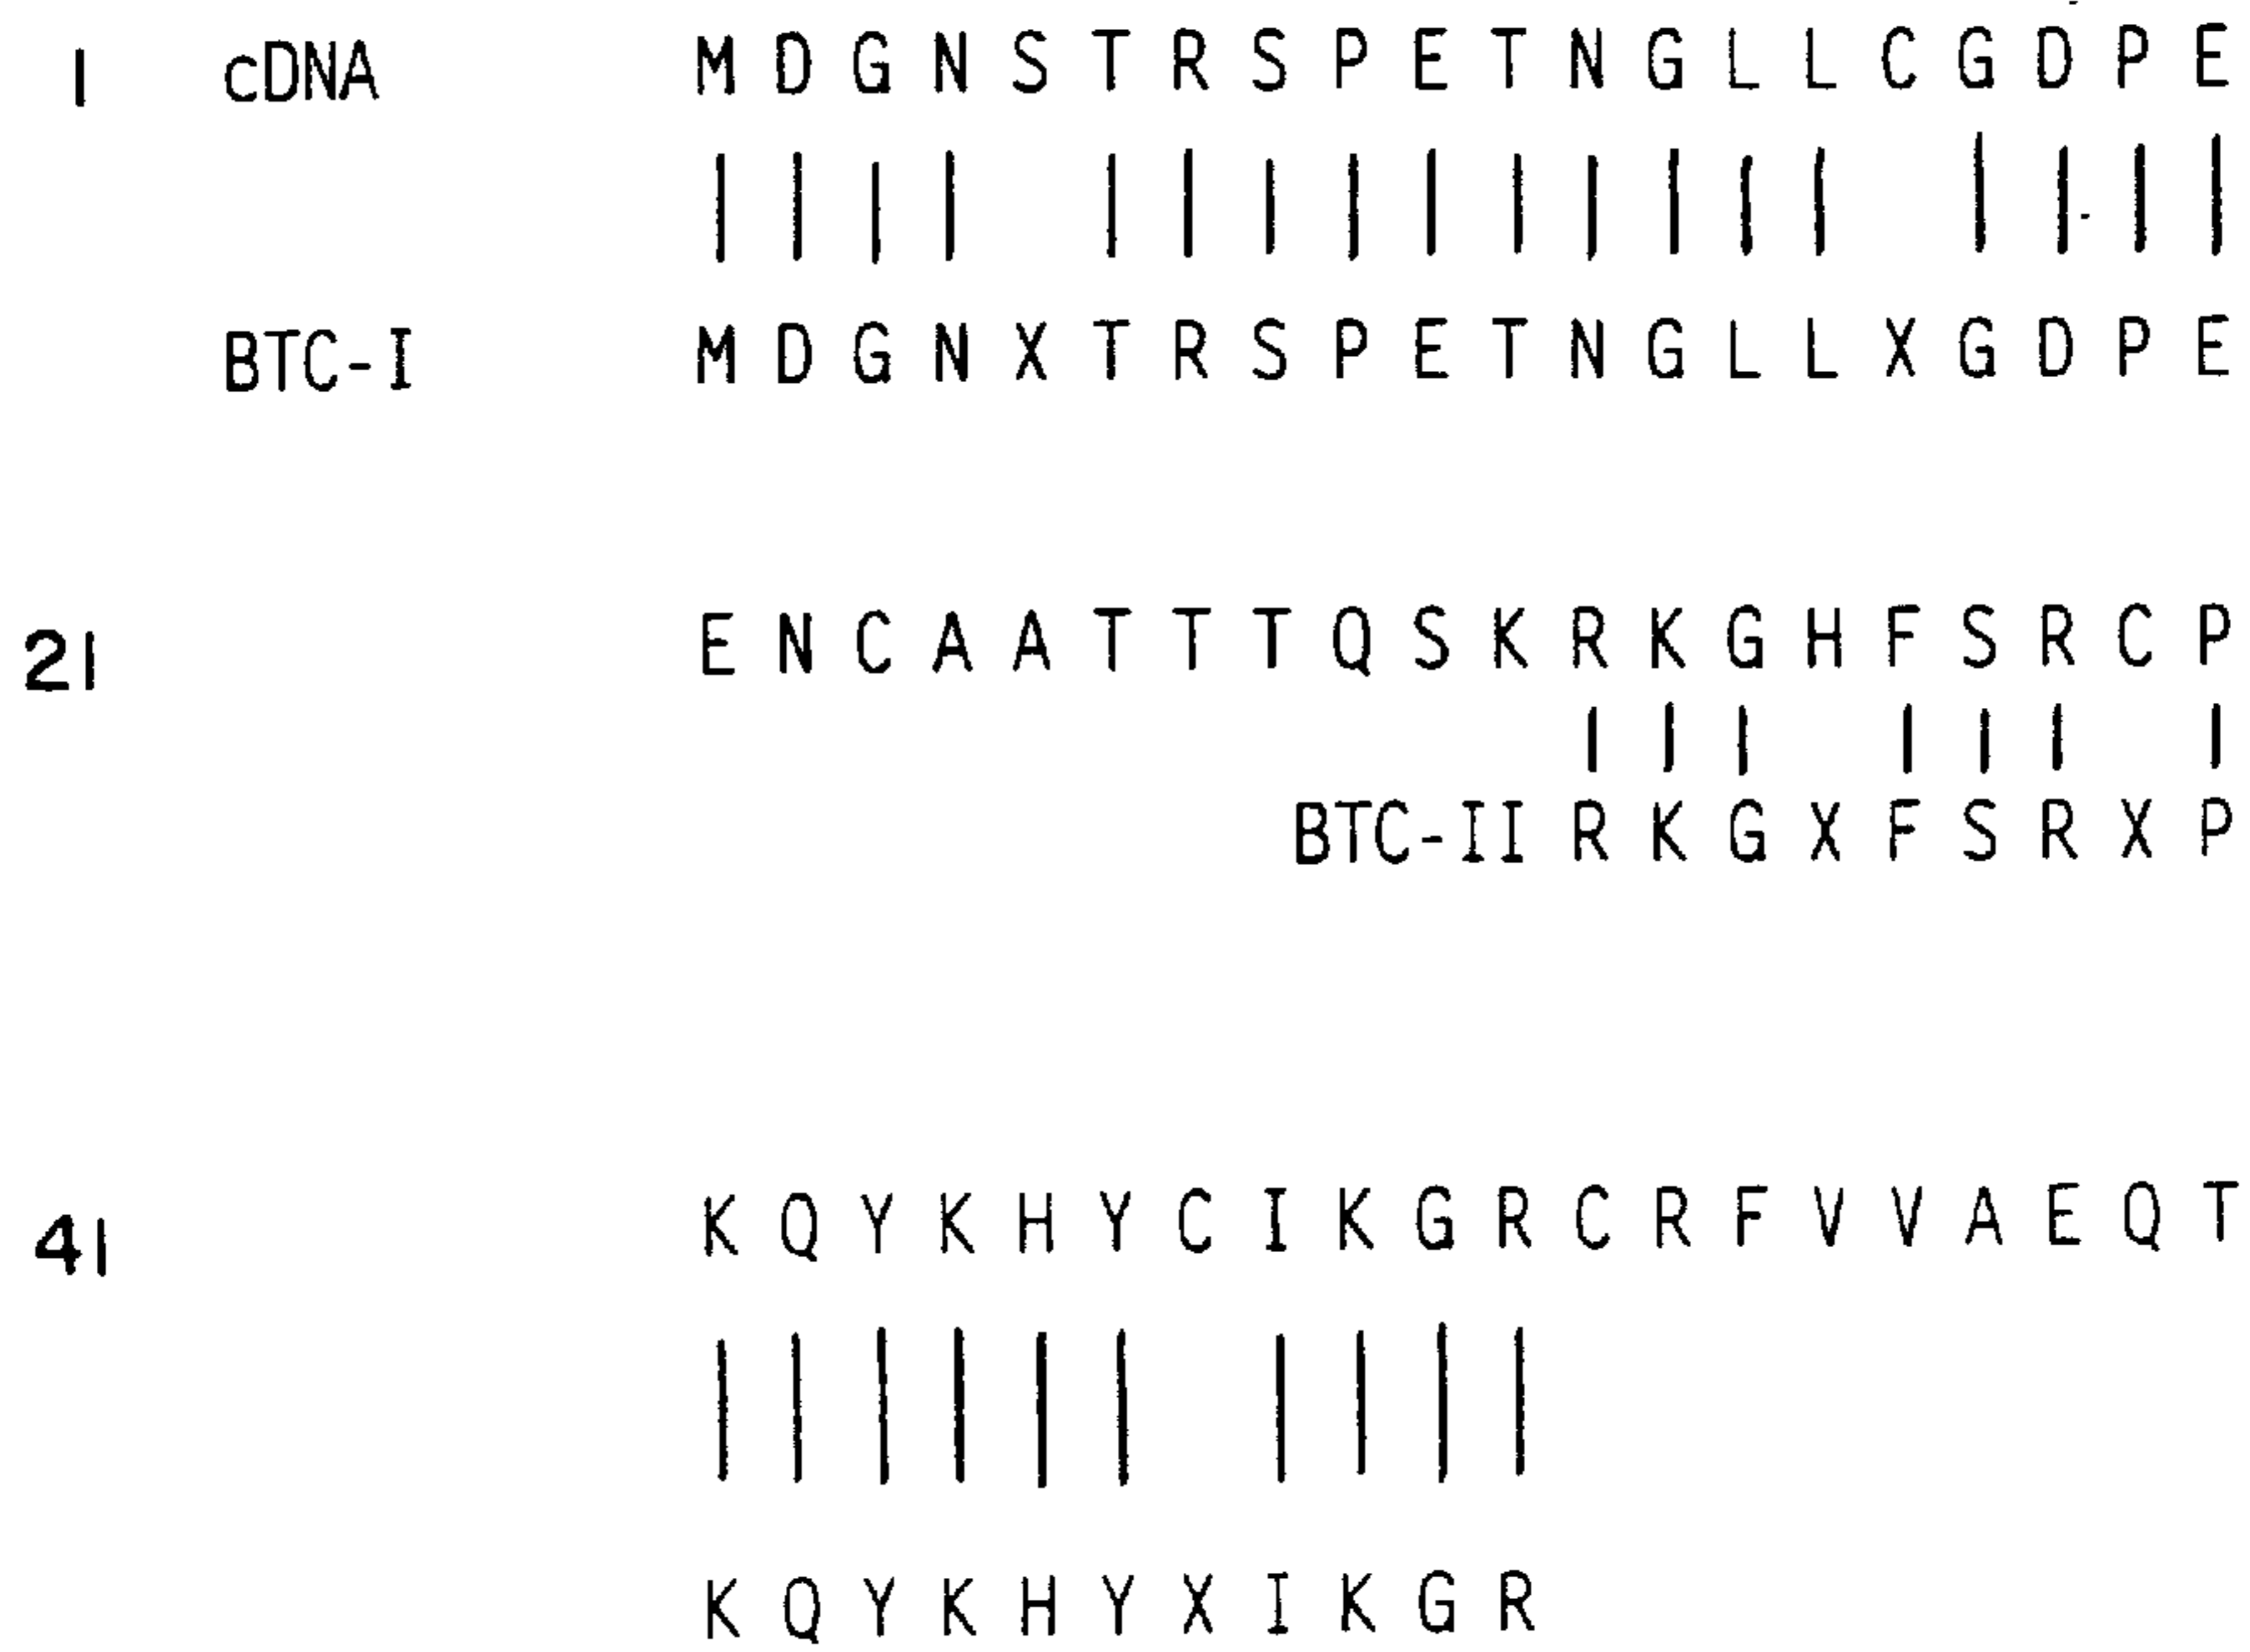 1 cDNA M D G N S T R S P E T N G L L C G D P E
BTC-I M D G N X T R S P E T N G L L X G D P E
21 E N C A A T T T Q S K R K G H F S R C P
BTC-II R K G X F S R X P
41 K Q Y K H Y C I K G R C R F V V A E Q T
K Q Y K H Y X I K G R